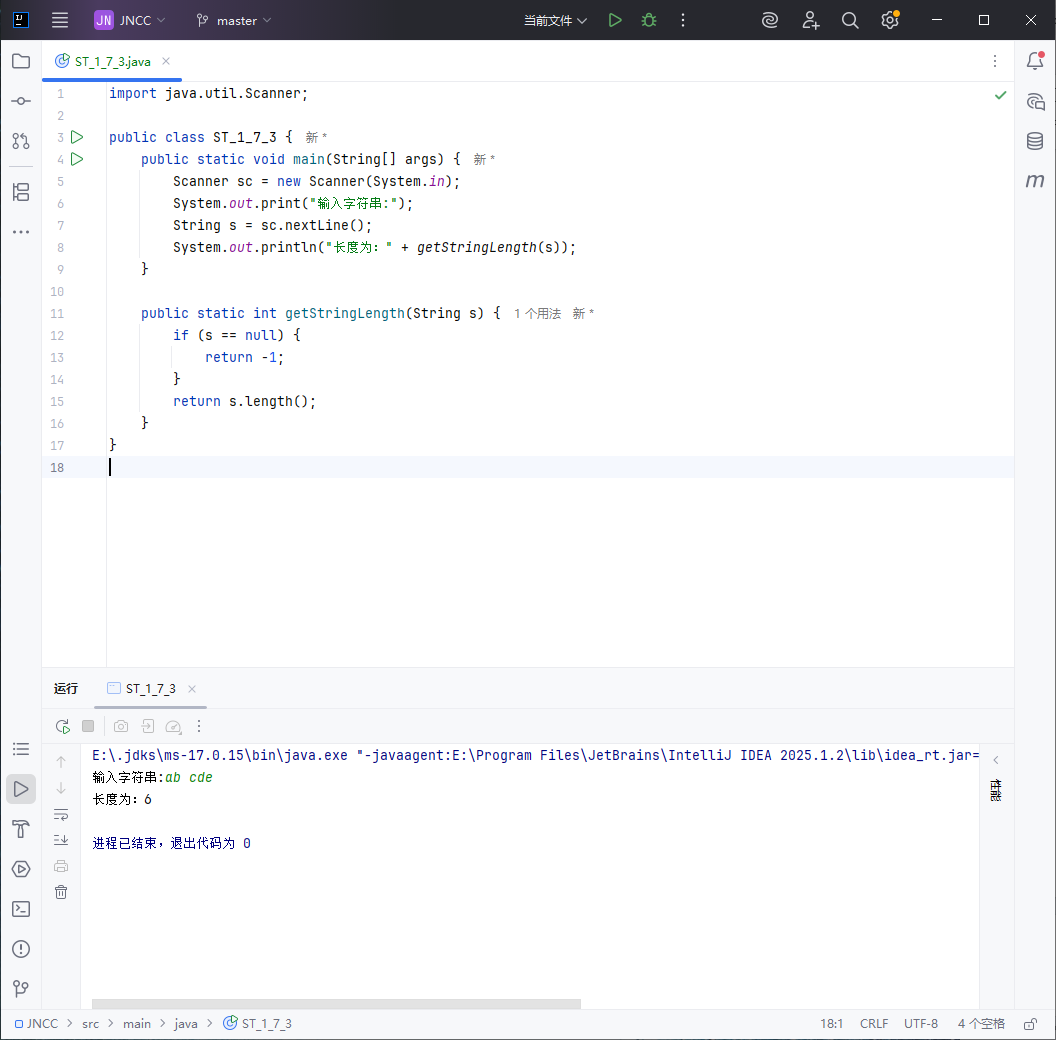 JN JNCC master 当前文件
ST_1_7_3.java
1 import java.util.Scanner;
2
3 public class ST_1_7_3 { 新 *
4 public static void main(String[] args) { 新 *
5 Scanner sc = new Scanner(System.in);
6 System.out.print("输入字符串:");
7 String s = sc.nextLine();
8 System.out.println("长度为: " + getStringLength(s));
9 }
10
11 public static int getStringLength(String s) { 1 个用法 新 *
12 if (s == null) {
13 return -1;
14 }
15 return s.length();
16 }
17 }
18
运行 ST_1_7_3
E:\.jdks\ms-17.0.15\bin\java.exe "-javaagent:E:\Program Files\JetBrains\IntelliJ IDEA 2025.1.2\lib\idea_rt.jar=
输入字符串:ab cde
长度为: 6
进程已结束，退出代码为 0
性能
m
JNCC > src > main > java > ST_1_7_3 18:1 CRLF UTF-8 4 个空格